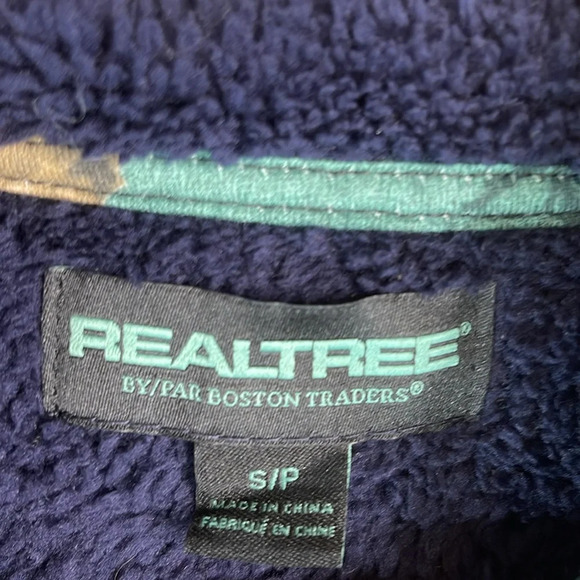 REALTREE®
BY/PAR BOSTON TRADERS®
S/P
MADE IN CHINA
FABRIQUÉ EN CHINE